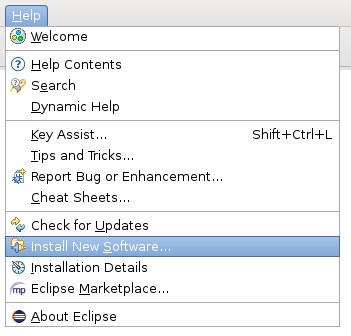 Help
Welcome
Help Contents
Search
Dynamic Help
Key Assist... Shift+Ctrl+L
Tips and Tricks...
Report Bug or Enhancement...
Cheat Sheets...
Check for Updates
Install New Software...
Installation Details
mp Eclipse Marketplace...
About Eclipse